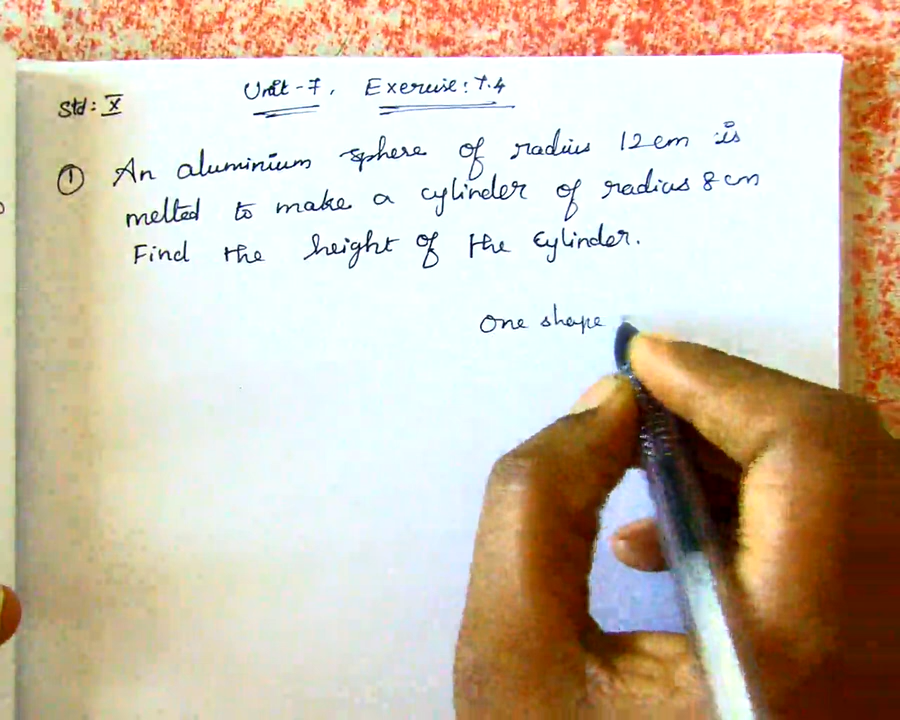 Unit - 7, Exercise: 7.4
Std: X
① An aluminium sphere of radius 12cm is
melted to make a cylinder of radius 8cm
Find the height of the cylinder.
One shape